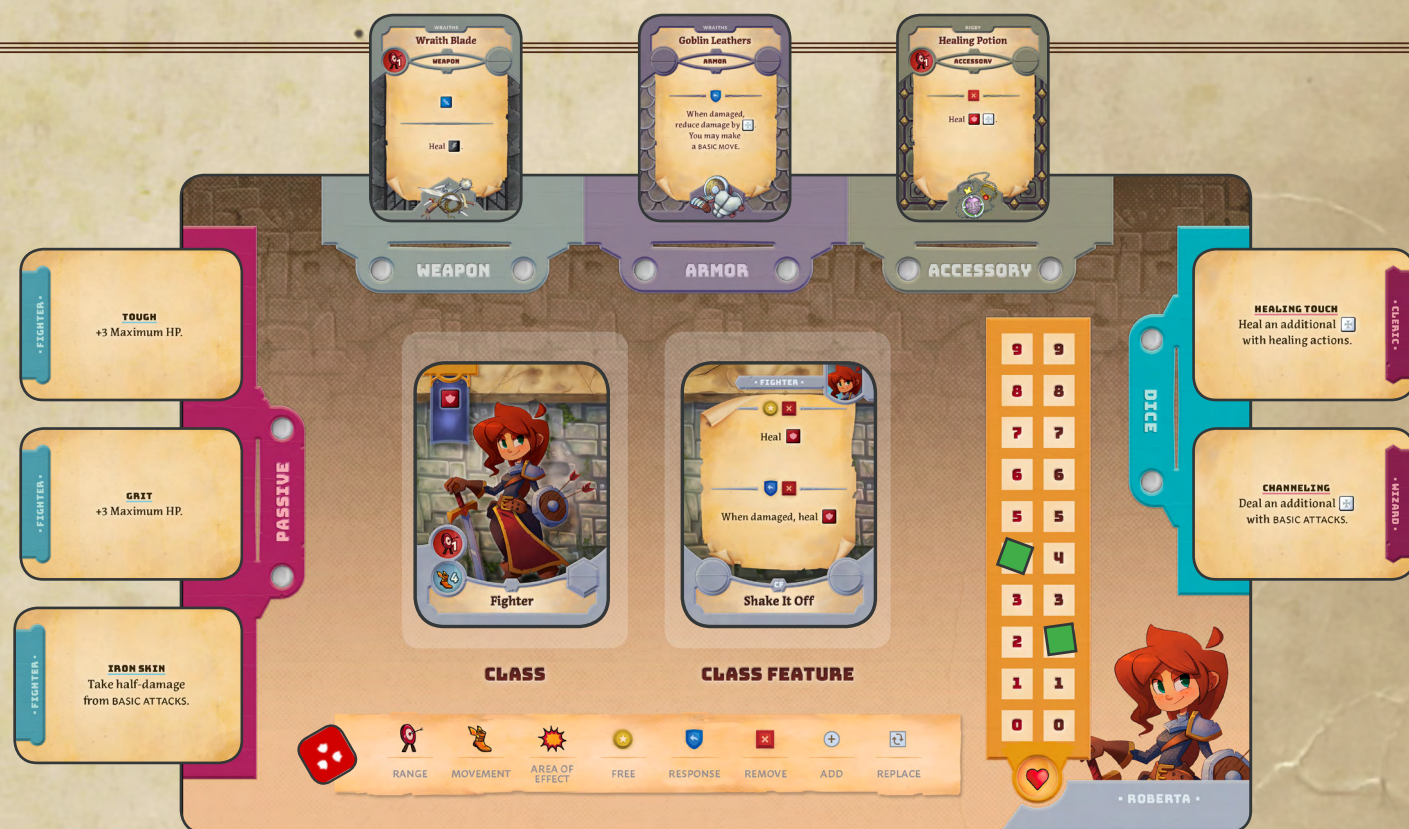 WRAITHE
Wraith Blade
1
WEAPON
Heal
WRAITHE
Goblin Leathers
ARMOR
When damaged,
reduce damage by
You may make
a BASIC MOVE.
RIGBY
Healing Potion
1
ACCESSORY
Heal
WEAPON
ARMOR
ACCESSORY
• FIGHTER •
TOUGH
+3 Maximum HP.
• FIGHTER •
GRIT
+3 Maximum HP.
• FIGHTER •
IRON SKIN
Take half-damage
from BASIC ATTACKS.
PASSIVE
1
4
Fighter
CLASS
• FIGHTER •
Heal
When damaged, heal
CF
Shake It Off
CLASS FEATURE
9 9
8 8
7 7
6 6
5 5
4
3 3
2
1 1
0 0
DICE
HEALING TOUCH
Heal an additional
with healing actions.
• CLERIC •
CHANNELING
Deal an additional
with BASIC ATTACKS.
• WIZARD •
RANGE
MOVEMENT
AREA OF
EFFECT
FREE
RESPONSE
REMOVE
ADD
REPLACE
• ROBERTA •